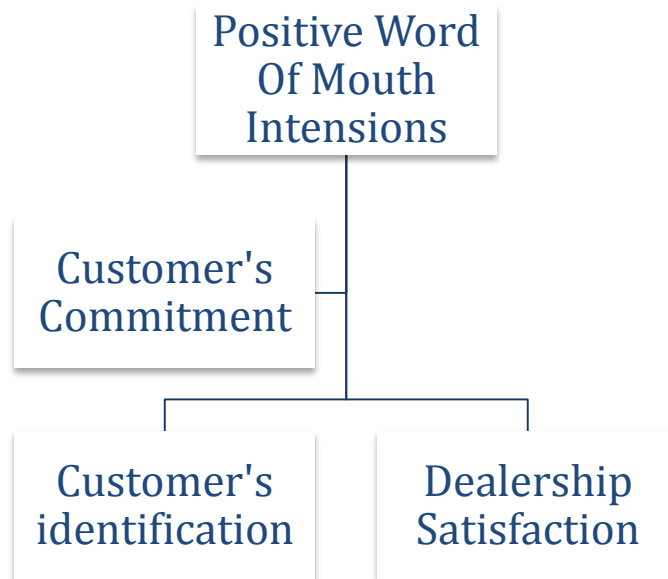 Positive Word
Of Mouth
Intensions
Customer's
Commitment
Customer's
identification
Dealership
Satisfaction